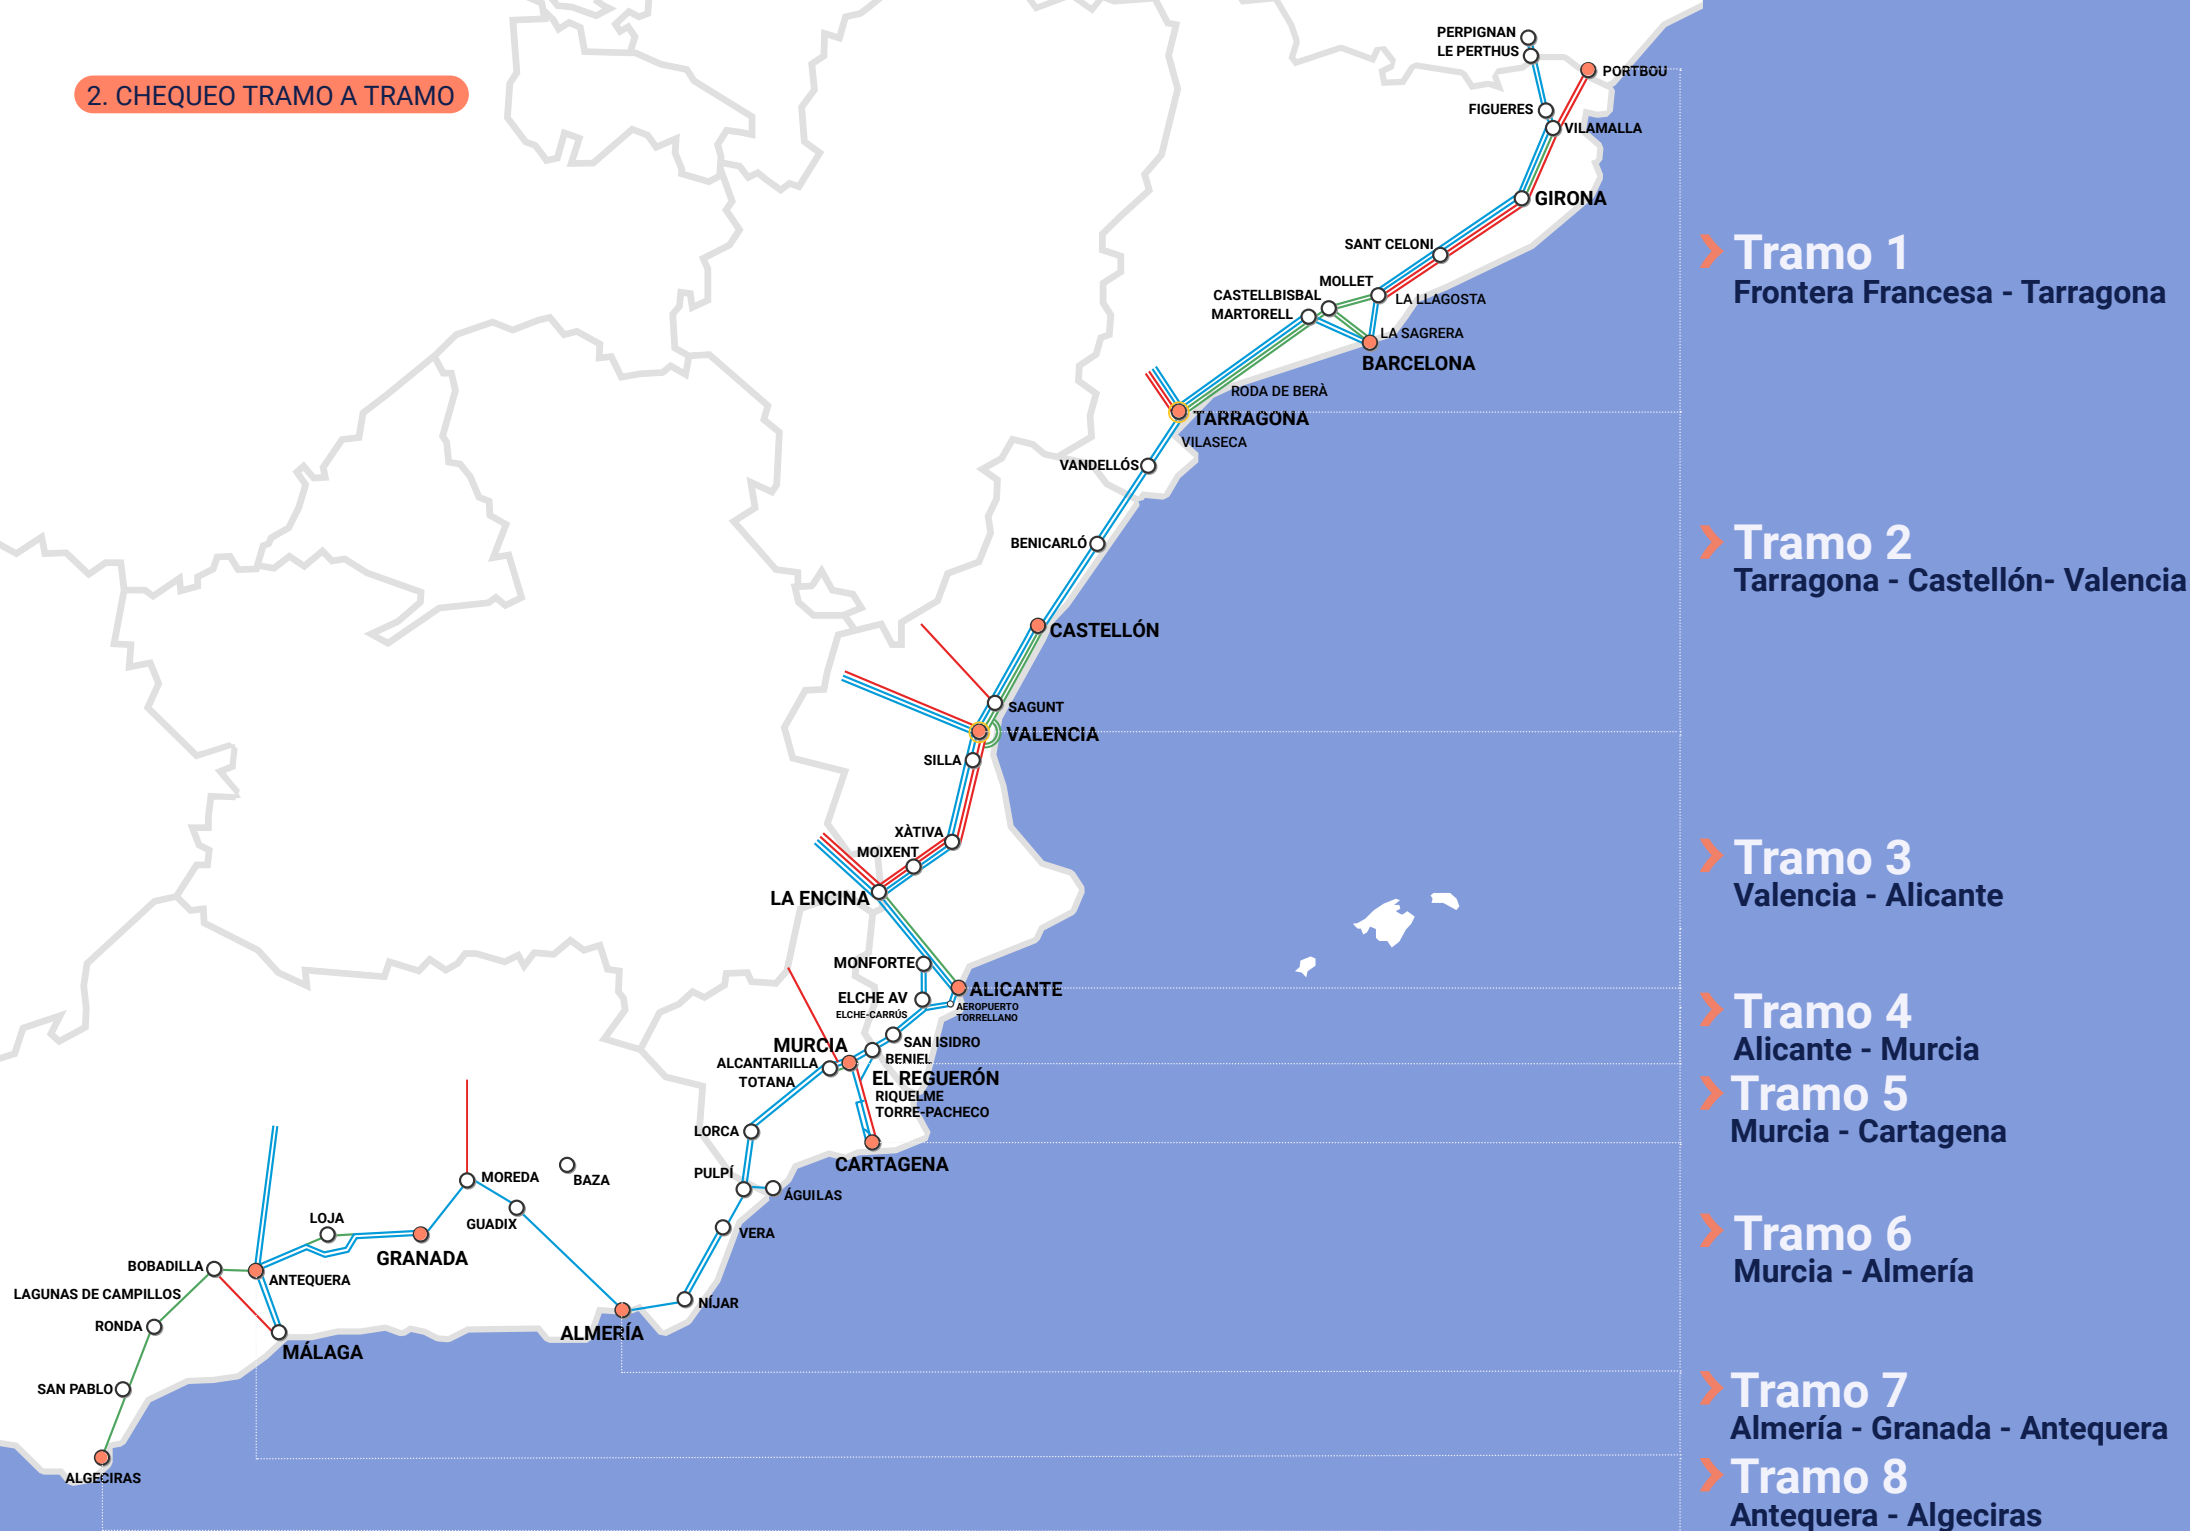 2. CHEQUEO TRAMO A TRAMO
PERPIGNAN
LE PERTHUS
PORTBOU
FIGUERES
VILAMALLA
GIRONA
SANT CELONI
MOLLET
LA LLAGOSTA
CASTELLBISBAL
MARTORELL
LA SAGRERA
BARCELONA
RODA DE BERÀ
TARRAGONA
VILASECA
VANDELLÓS
BENICARLÓ
CASTELLÓN
SAGUNT
VALENCIA
SILLA
XÀTIVA
MOIXENT
LA ENCINA
MONFORTE
ALICANTE
ELCHE AV
ELCHE-CARRÚS
AEROPUERTO
TORRELLANO
SAN ISIDRO
MURCIA
BENIEL
ALCANTARILLA
TOTANA
EL REGUERÓN
RIQUELME
TORRE-PACHECO
LORCA
CARTAGENA
PULPÍ
ÁGUILAS
VERA
NÍJAR
ALMERÍA
BAZA
MOREDA
GUADIX
LOJA
GRANADA
BOBADILLA
ANTEQUERA
LAGUNAS DE CAMPILLOS
RONDA
MÁLAGA
SAN PABLO
ALGECIRAS
Tramo 1
Frontera Francesa - Tarragona
Tramo 2
Tarragona - Castellón- Valencia
Tramo 3
Valencia - Alicante
Tramo 4
Alicante - Murcia
Tramo 5
Murcia - Cartagena
Tramo 6
Murcia - Almería
Tramo 7
Almería - Granada - Antequera
Tramo 8
Antequera - Algeciras